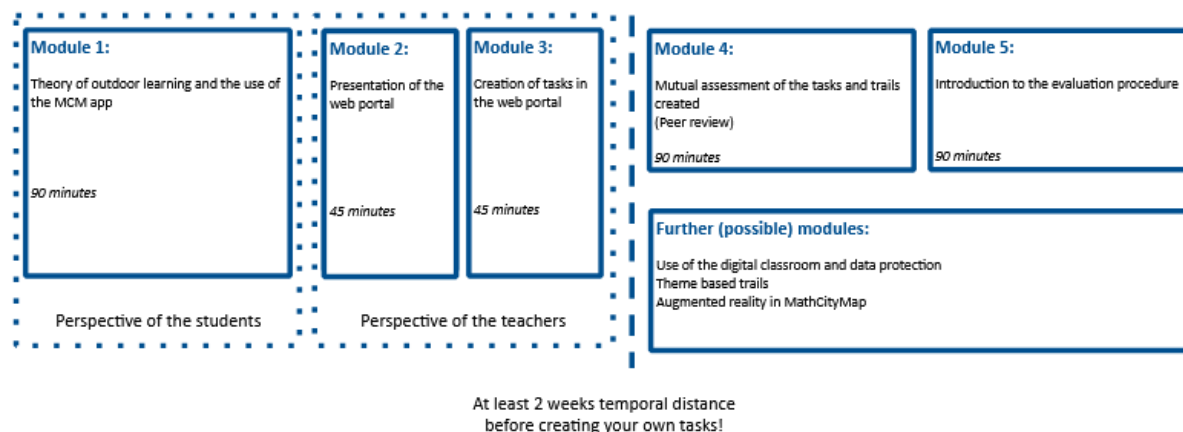 Module 1:
Theory of outdoor learning and the use of
the MCM app
90 minutes
Module 2:
Presentation of the
web portal
45 minutes
Module 3:
Creation of tasks in
the web portal
45 minutes
Perspective of the students
Perspective of the teachers
Module 4:
Mutual assessment of the tasks and trails
created
(Peer review)
90 minutes
Module 5:
Introduction to the evaluation procedure
90 minutes
Further (possible) modules:
Use of the digital classroom and data protection
Theme based trails
Augmented reality in MathCityMap
At least 2 weeks temporal distance
before creating your own tasks!